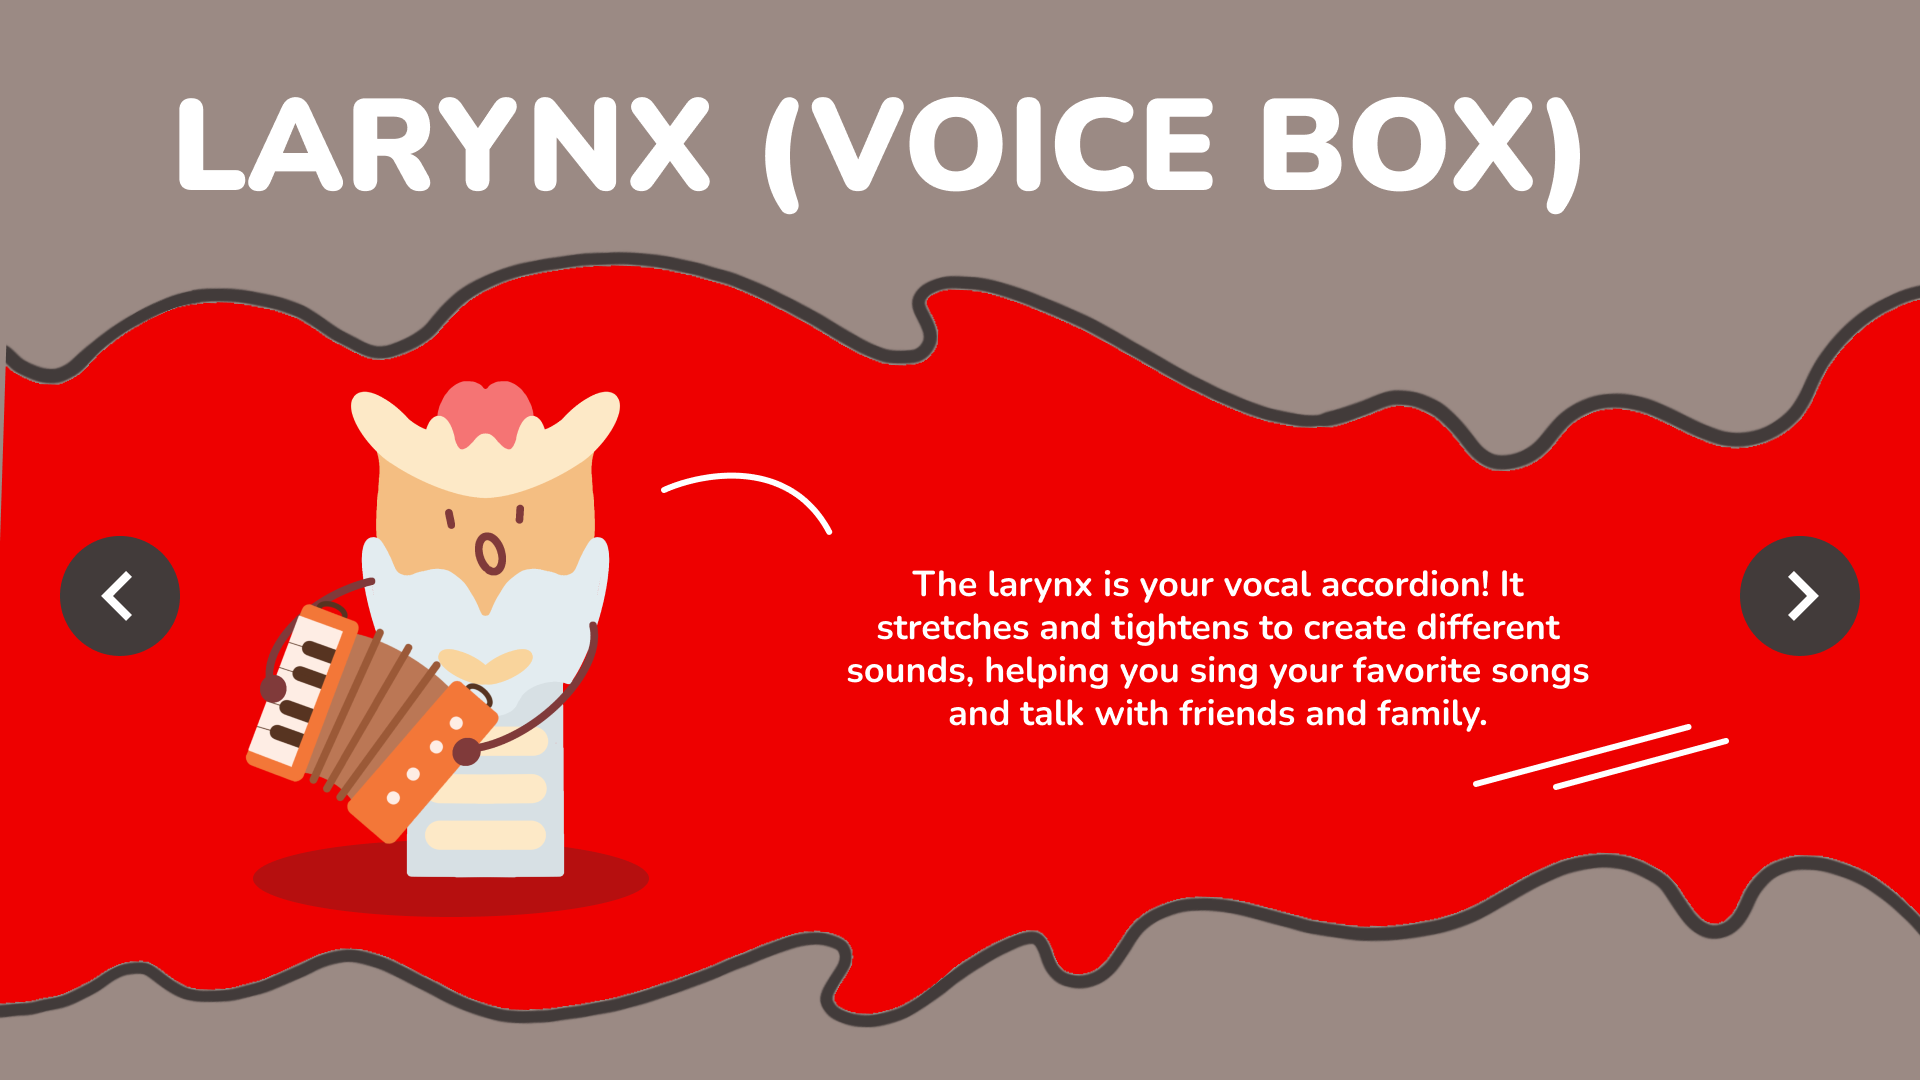 LARYNX (VOICE BOX)
The larynx is your vocal accordion! It
stretches and tightens to create different
sounds, helping you sing your favorite songs
and talk with friends and family.